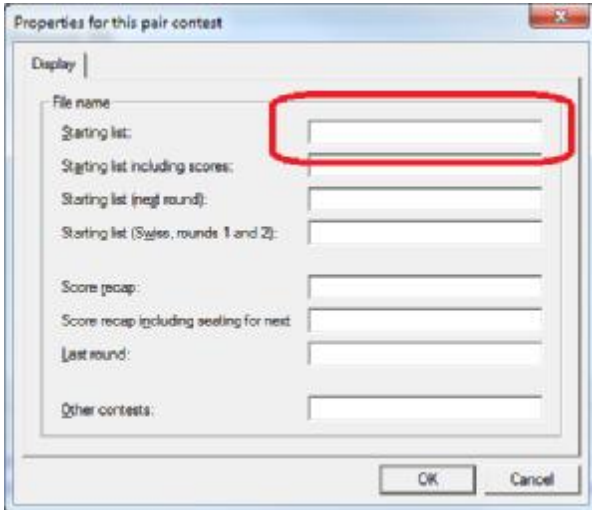 Properties for this pair contest
Display
File name
Starting list:
Starting list including scores:
Starting list (next round):
Starting list (Swiss, rounds 1 and 2):
Score recap:
Score recap including seating for next
Last round:
Other contests:
OK Cancel